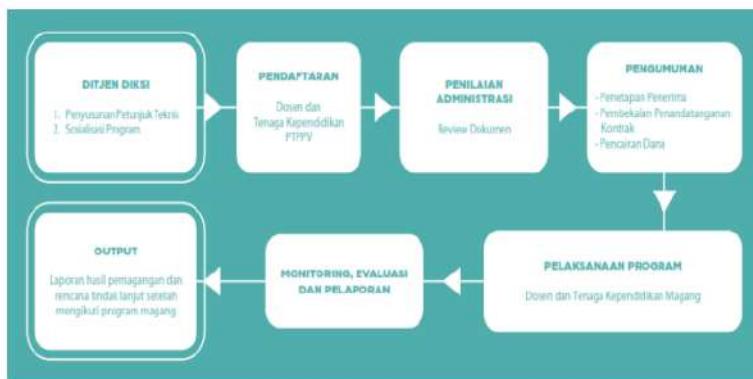 DITJEN DIKSI
1. Penyusunan Petunjuk Teknis
2. Sosialisasi Program
PENDAFTARAN
Dosen dan
Tenaga Kependidikan
PTPPV
PENILAIAN
ADMINISTRASI
Review Dokumen
PENGUMUMAN
- Penetapan Penerima
- Pembekalan Penandatanganan
Kontrak
- Pencairan Dana
PELAKSANAAN PROGRAM
Dosen dan Tenaga Kependidikan Magang
MONITORING, EVALUASI
DAN PELAPORAN
OUTPUT
Laporan hasil pemagangan dan
rencana tindak lanjut setelah
mengikuti program magang